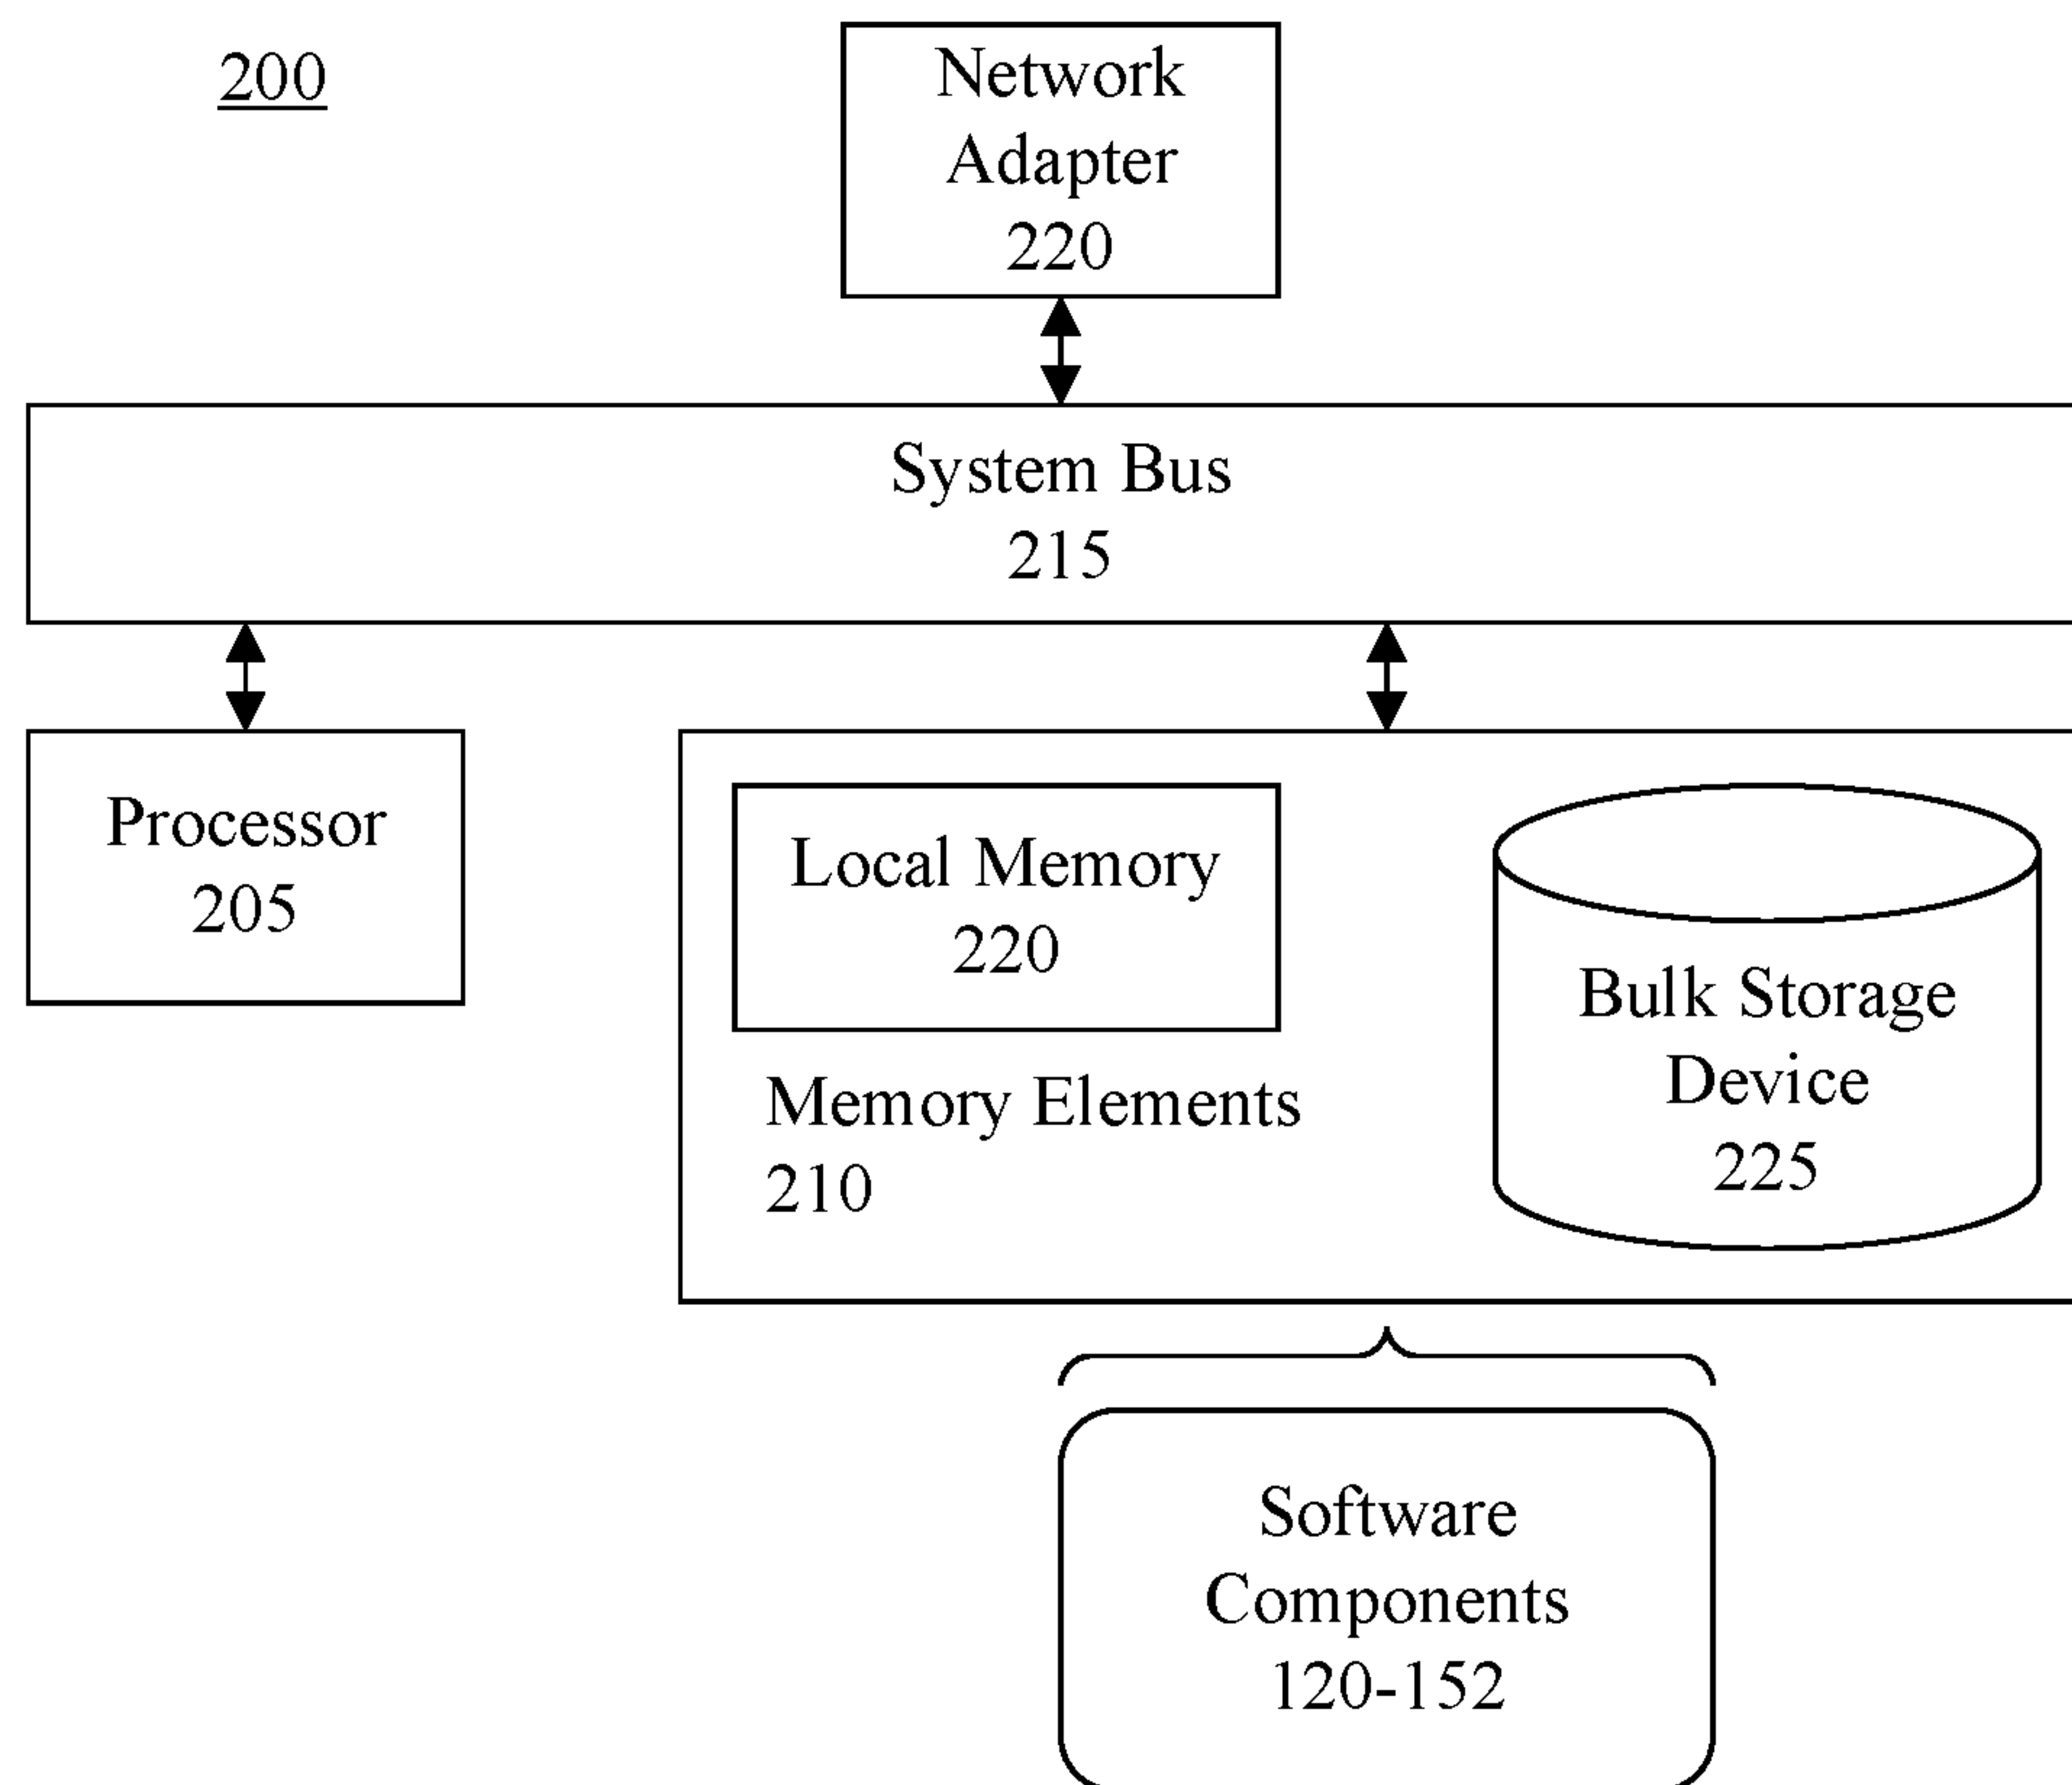 200
Network
Adapter
220
System Bus
215
Processor
205
Local Memory
220
Memory Elements
210
Bulk Storage
Device
225
Software
Components
120-152